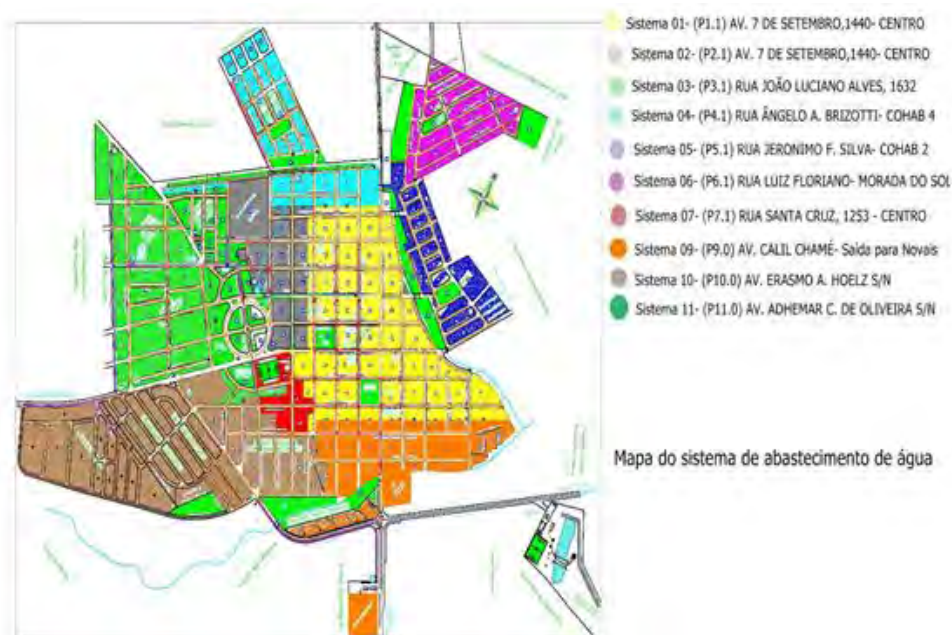 Sistema 01- (P1.1) AV. 7 DE SETEMBRO,1440- CENTRO
Sistema 02- (P2.1) AV. 7 DE SETEMBRO,1440- CENTRO
Sistema 03- (P3.1) RUA JOÃO LUCIANO ALVES, 1632
Sistema 04- (P4.1) RUA ÂNGELO A. BRIZOTTI- COHAB 4
Sistema 05- (P5.1) RUA JERONIMO F. SILVA- COHAB 2
Sistema 06- (P6.1) RUA LUIZ FLORIANO- MORADA DO SOL
Sistema 07- (P7.1) RUA SANTA CRUZ, 1253 - CENTRO
Sistema 09- (P9.0) AV. CALIL CHAMÉ- Saída para Novais
Sistema 10- (P10.0) AV. ERASMO A. HOELZ S/N
Sistema 11- (P11.0) AV. ADHEMAR C. DE OLIVEIRA S/N
Mapa do sistema de abastecimento de água